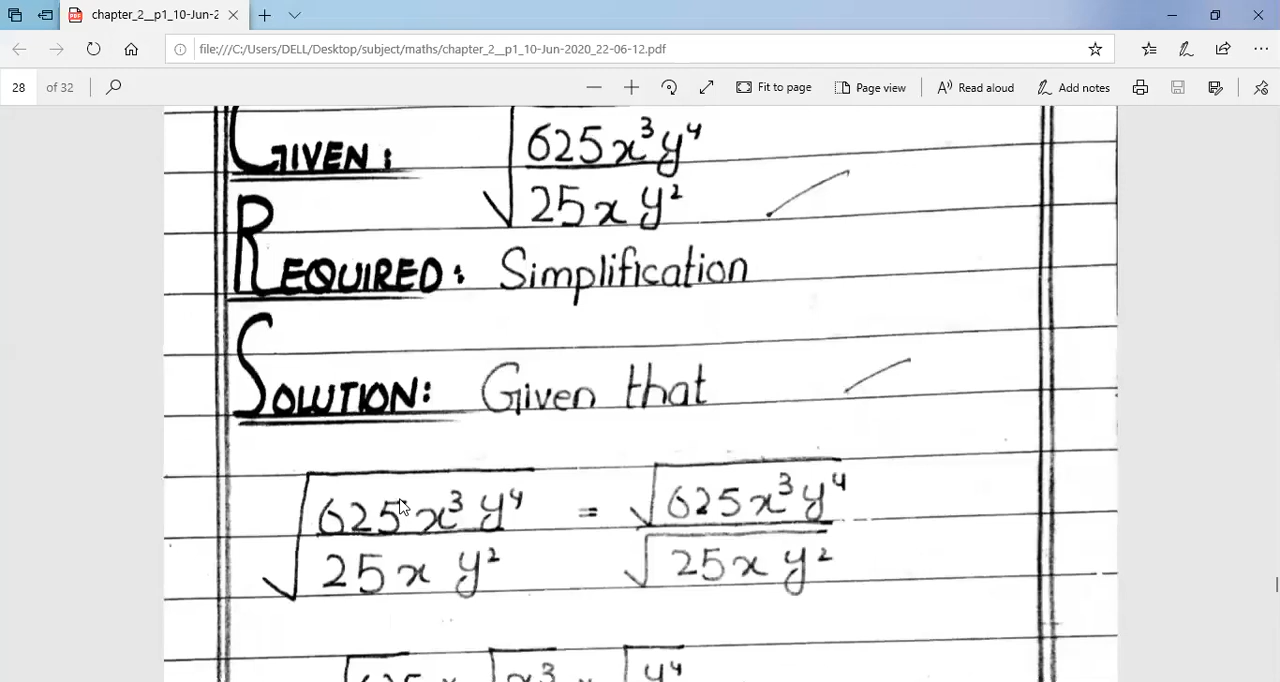 chapter_2__p1_10-Jun-2
file:///C:/Users/DELL/Desktop/subject/maths/chapter_2__p1_10-Jun-2020_22-06-12.pdf
28 of 32 Fit to page Page view Read aloud Add notes
GIVEN: √(625x³y⁴ / 25xy²)
REQUIRED: Simplification
SOLUTION: Given that
√(625x³y⁴ / 25xy²) = √625x³y⁴ / √25xy²